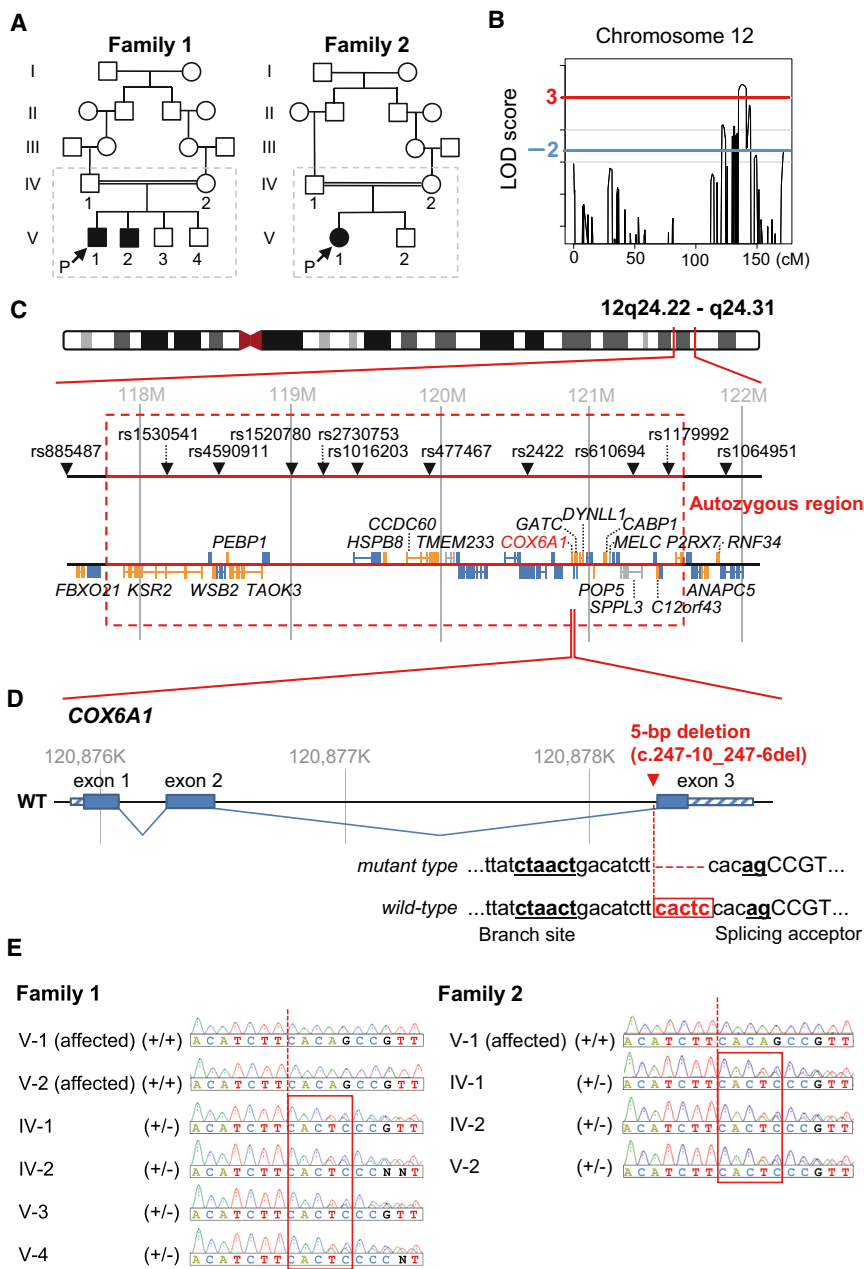 A
Family 1
Family 2
I
II
III
IV
V
1
2
P
1
2
3
4
I
II
III
IV
V
1
2
P
1
2
B
Chromosome 12
LOD score
3
2
0
50
100
150
(cM)
C
12q24.22 - q24.31
118M
119M
120M
121M
122M
rs1530541
rs1520780
rs2730753
rs1179992
rs885487
rs4590911
rs1016203
rs477467
rs2422
rs610694
rs1064951
Autozygous region
DYNLL1
CCDC60
GATC
CABP1
PEBP1
HSPB8
TMEM233
COX6A1
MELC
P2RX7
RNF34
FBXO21
KSR2
WSB2
TAOK3
POP5
ANAPC5
SPPL3
C12orf43
D
COX6A1
5-bp deletion
(c.247-10_247-6del)
120,876K
120,877K
120,878K
exon 1
exon 2
exon 3
WT
mutant type ...ttatctaactgacatctt-----cacagCCGT...
wild-type ...ttatctaactgacatcttcactccacagCCGT...
Branch site
Splicing acceptor
E
Family 1
V-1 (affected) (+/+)
ACATCTTCACAGCCGTT
V-2 (affected) (+/+)
ACATCTTCACAGCCGTT
IV-1 (+/-)
ACATCTTCACTCCCGTT
IV-2 (+/-)
ACATCTTCACTCCCNNT
V-3 (+/-)
ACATCTTCACTCCCGTT
V-4 (+/-)
ACATCTTCACTCCCCNT
Family 2
V-1 (affected) (+/+)
ACATCTTCACAGCCGTT
IV-1 (+/-)
ACATCTTCACTCCCGTT
IV-2 (+/-)
ACATCTTCACTCCCGTT
V-2 (+/-)
ACATCTTCACTCCCGTT